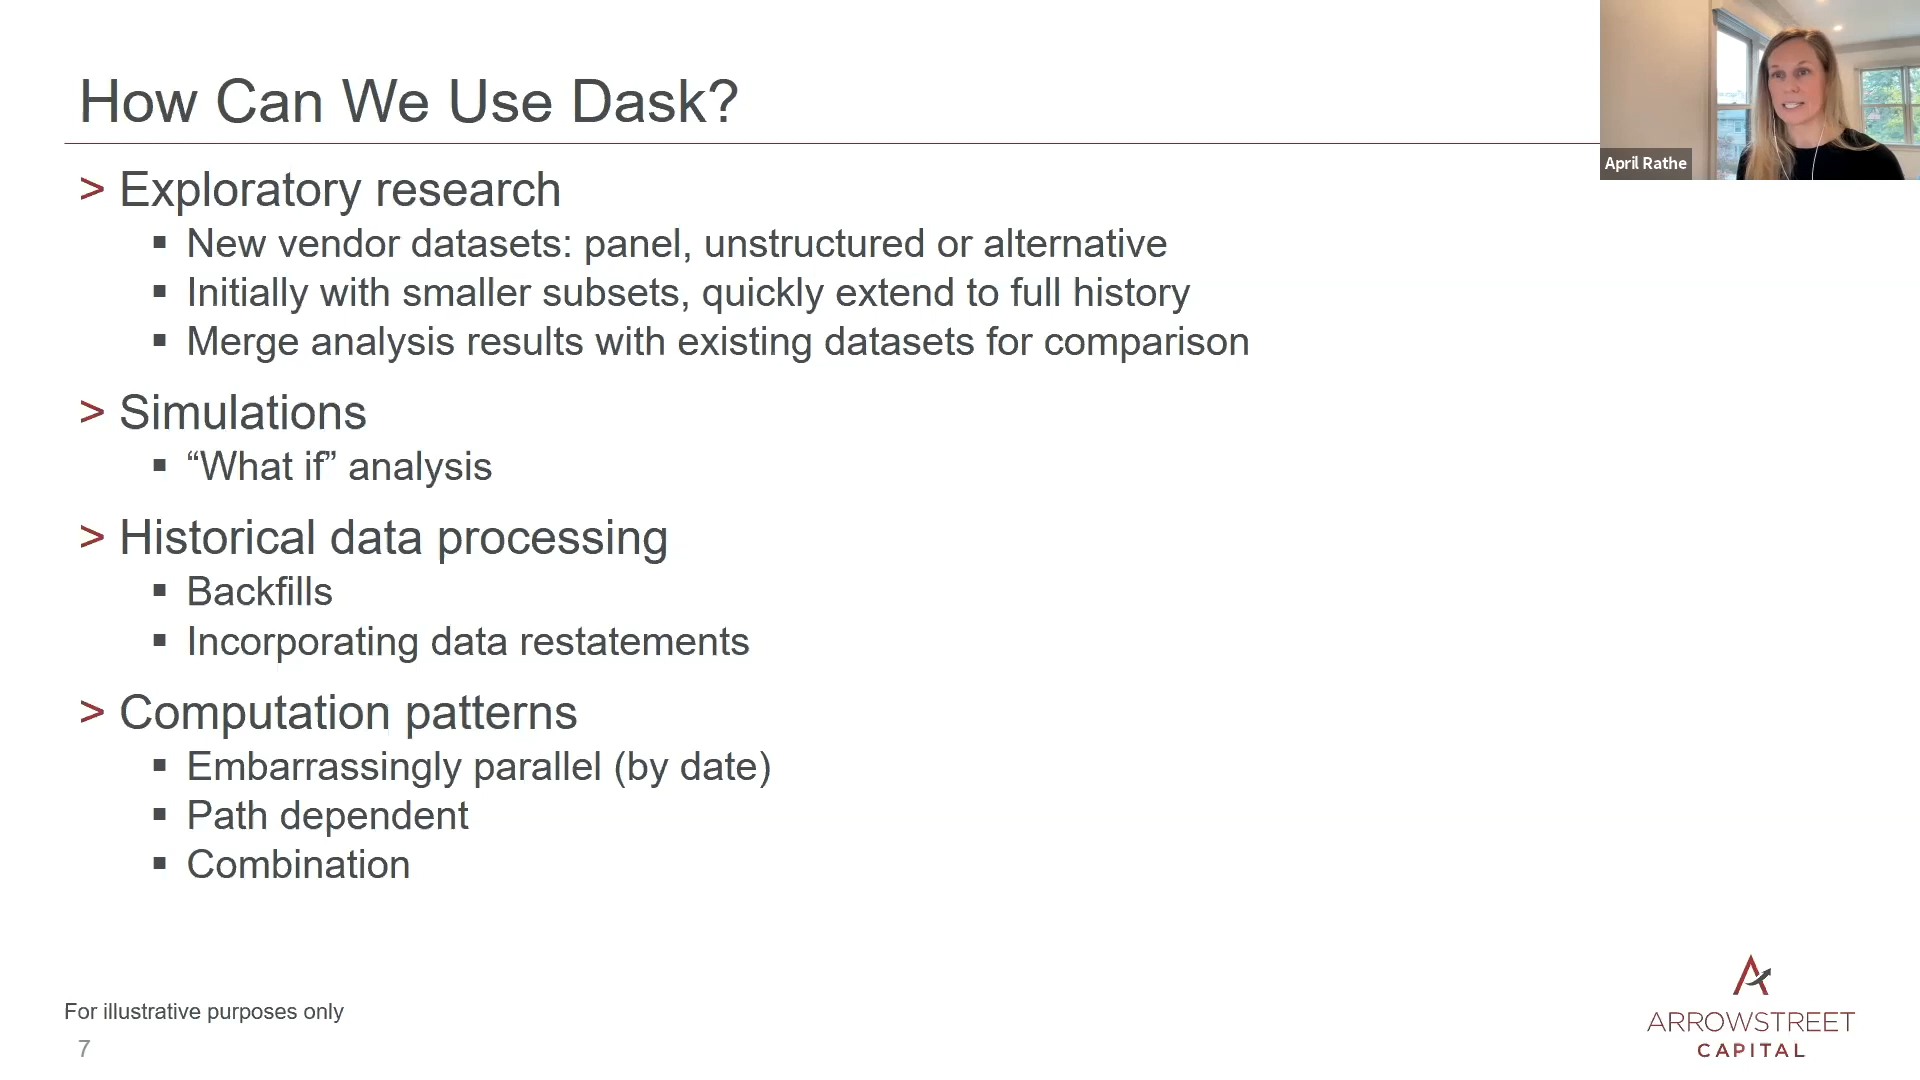 How Can We Use Dask?
> Exploratory research
▪ New vendor datasets: panel, unstructured or alternative
▪ Initially with smaller subsets, quickly extend to full history
▪ Merge analysis results with existing datasets for comparison
> Simulations
▪ “What if” analysis
> Historical data processing
▪ Backfills
▪ Incorporating data restatements
> Computation patterns
▪ Embarrassingly parallel (by date)
▪ Path dependent
▪ Combination
For illustrative purposes only
7
April Rathe
ARROWSTREET
CAPITAL